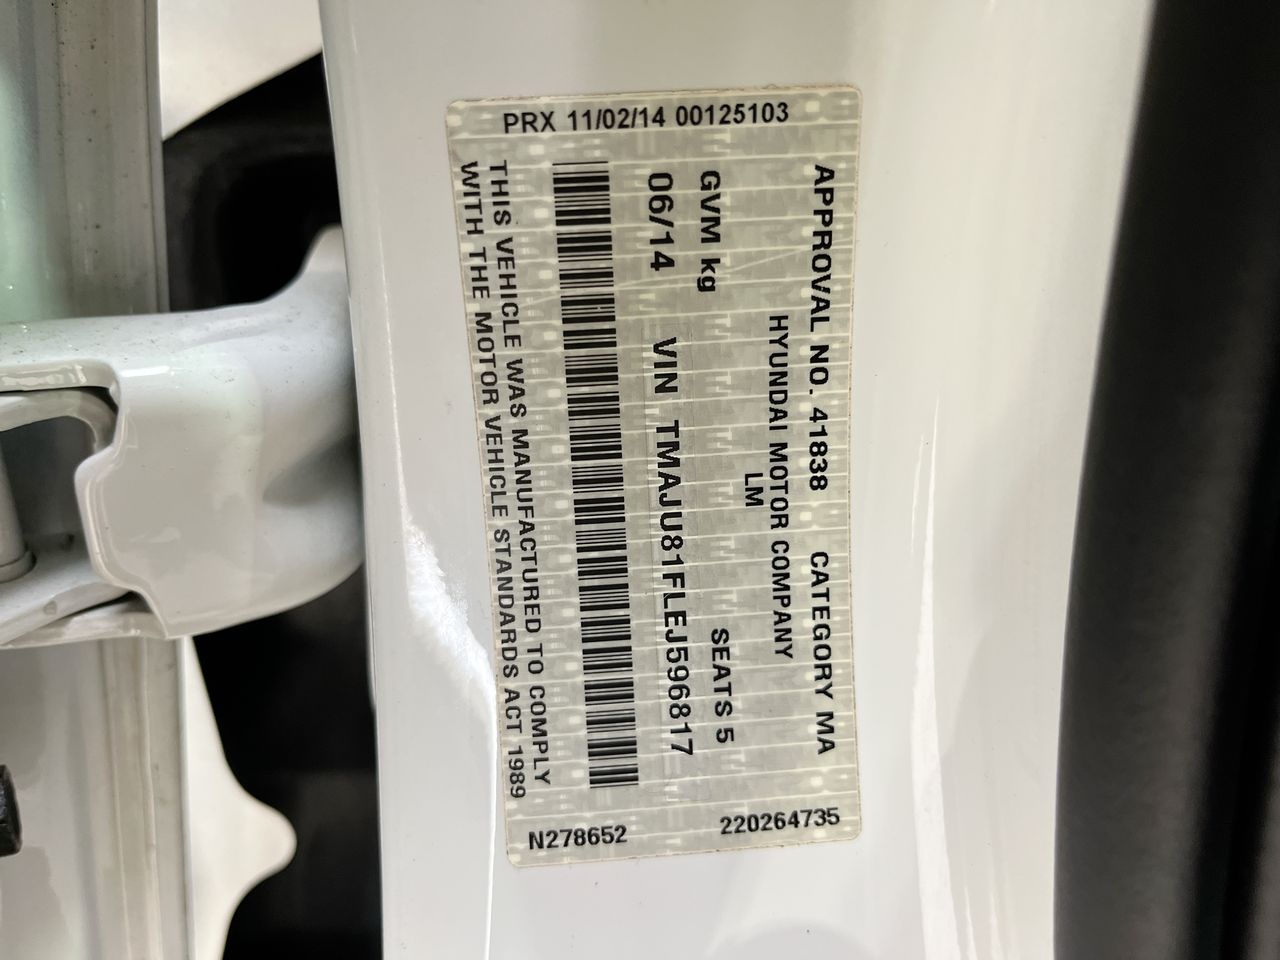 PRX 11/02/14 00125103
APPROVAL NO. 41838 CATEGORY MA
HYUNDAI MOTOR COMPANY
LM
GVM kg SEATS 5
06/14 VIN TMAJU81FLEJ596817
THIS VEHICLE WAS MANUFACTURED TO COMPLY
WITH THE MOTOR VEHICLE STANDARDS ACT 1989
N278652
220264735